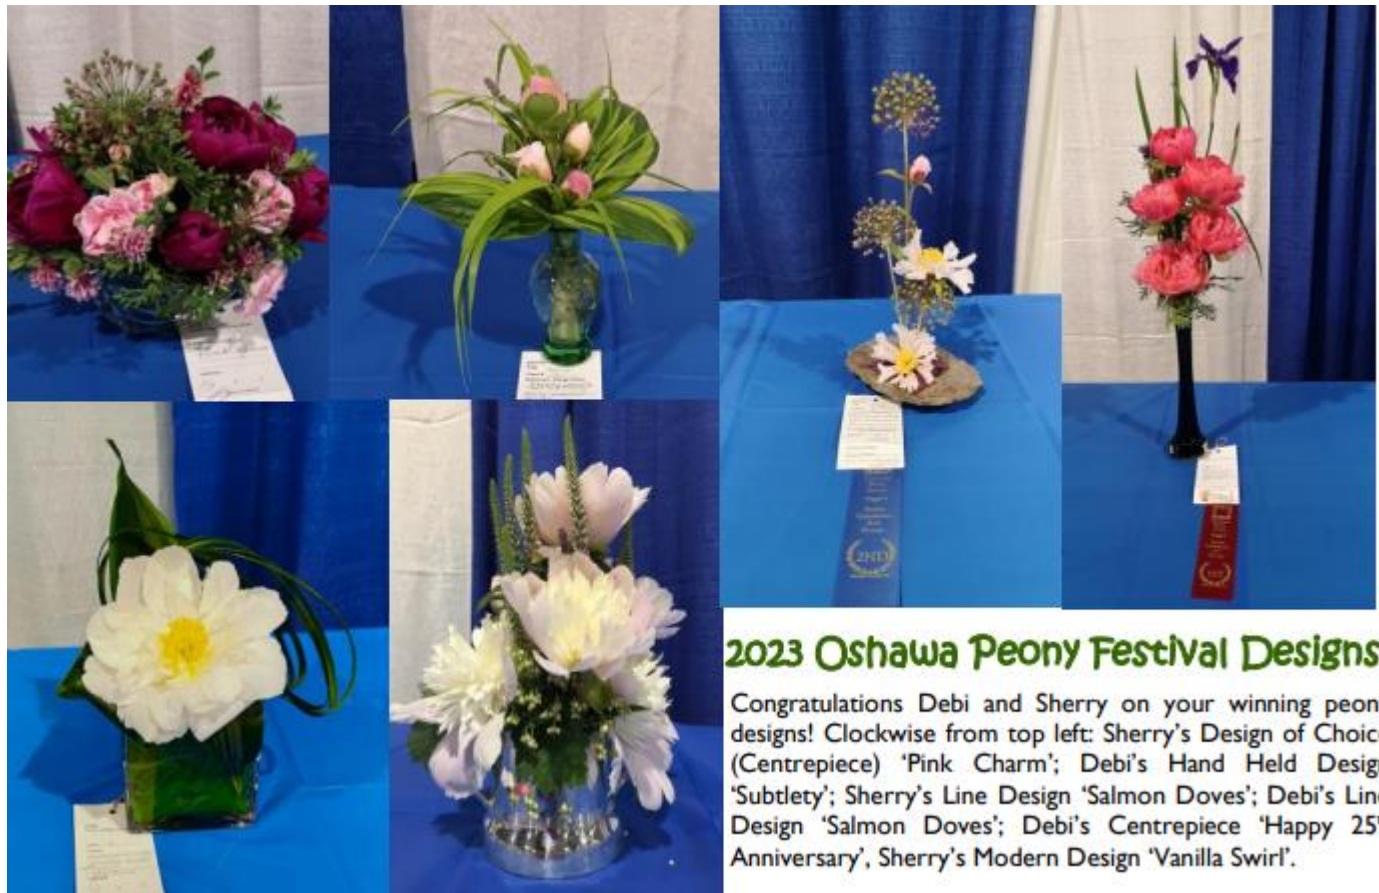 2ND
2023 Oshawa Peony Festival Designs
Congratulations Debi and Sherry on your winning peon
designs! Clockwise from top left: Sherry's Design of Choic
(Centrepiece) 'Pink Charm'; Debi's Hand Held Desig
'Subtlety'; Sherry's Line Design 'Salmon Doves'; Debi's Lin
Design 'Salmon Doves'; Debi's Centrepiece 'Happy 25
Anniversary', Sherry's Modern Design 'Vanilla Swirl'.